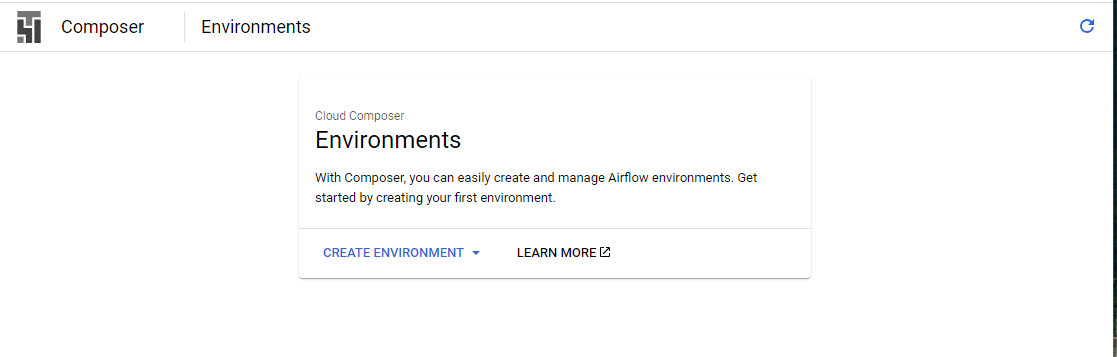 Composer
Environments
Cloud Composer
Environments
With Composer, you can easily create and manage Airflow environments. Get
started by creating your first environment.
CREATE ENVIRONMENT
LEARN MORE